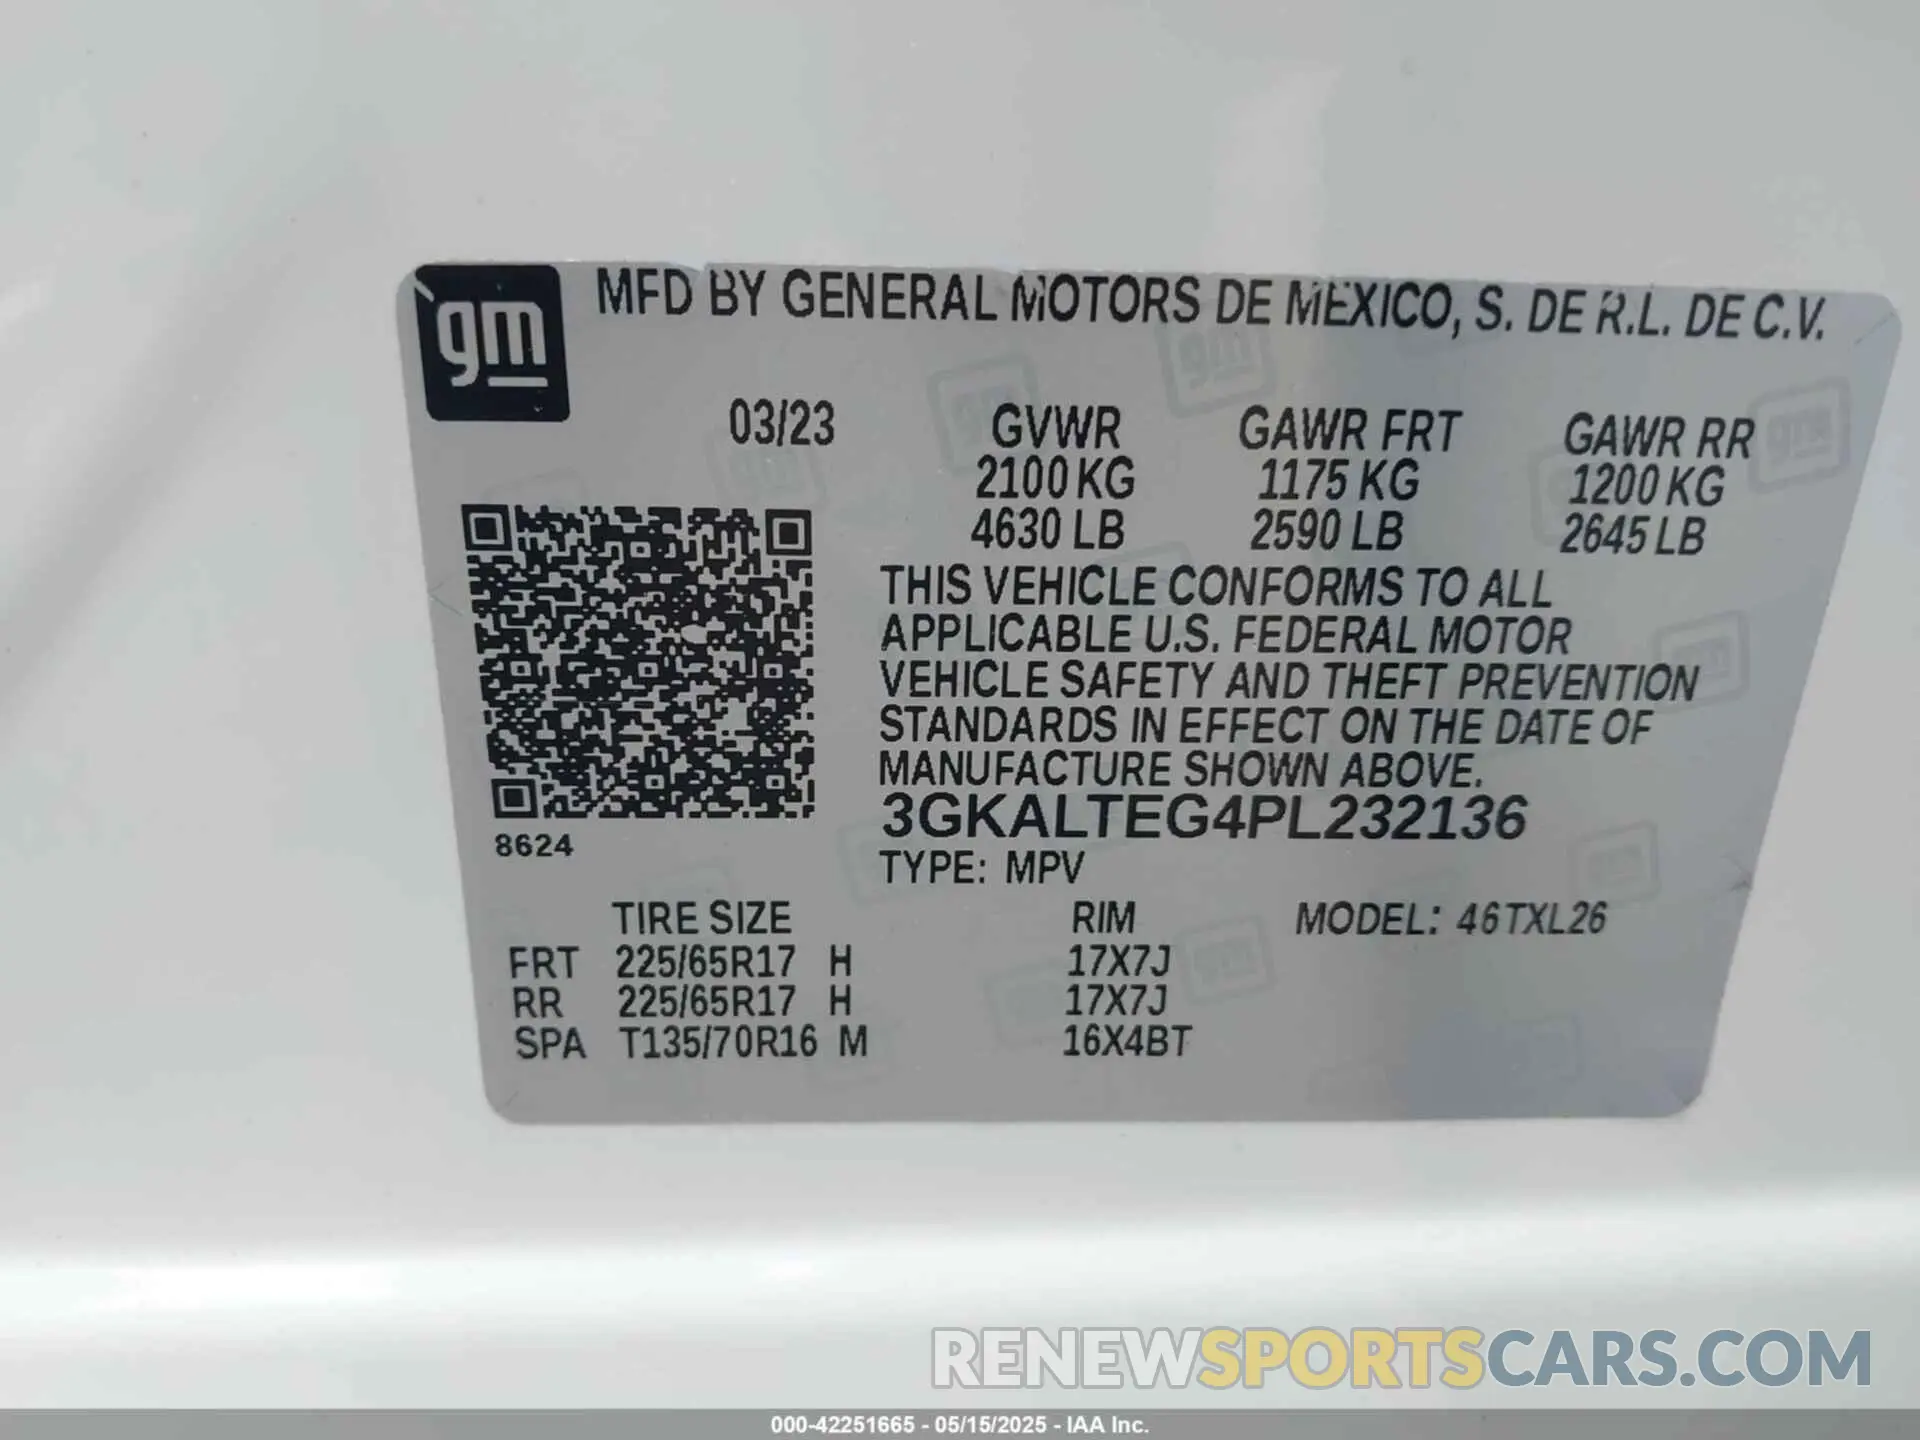 gm
MFD BY GENERAL MOTORS DE MEXICO, S. DE R.L. DE C.V.
03/23 GVWR GAWR FRT GAWR RR
2100 KG 1175 KG 1200 KG
4630 LB 2590 LB 2645 LB
THIS VEHICLE CONFORMS TO ALL
APPLICABLE U.S. FEDERAL MOTOR
VEHICLE SAFETY AND THEFT PREVENTION
STANDARDS IN EFFECT ON THE DATE OF
MANUFACTURE SHOWN ABOVE.
3GKALTEG4PL232136
8624
TYPE: MPV
TIRE SIZE RIM MODEL: 46TXL26
FRT 225/65R17 H 17X7J
RR 225/65R17 H 17X7J
SPA T135/70R16 M 16X4BT
RENEWSPORTSCARS.COM
000-42251665 - 05/15/2025 - IAA Inc.